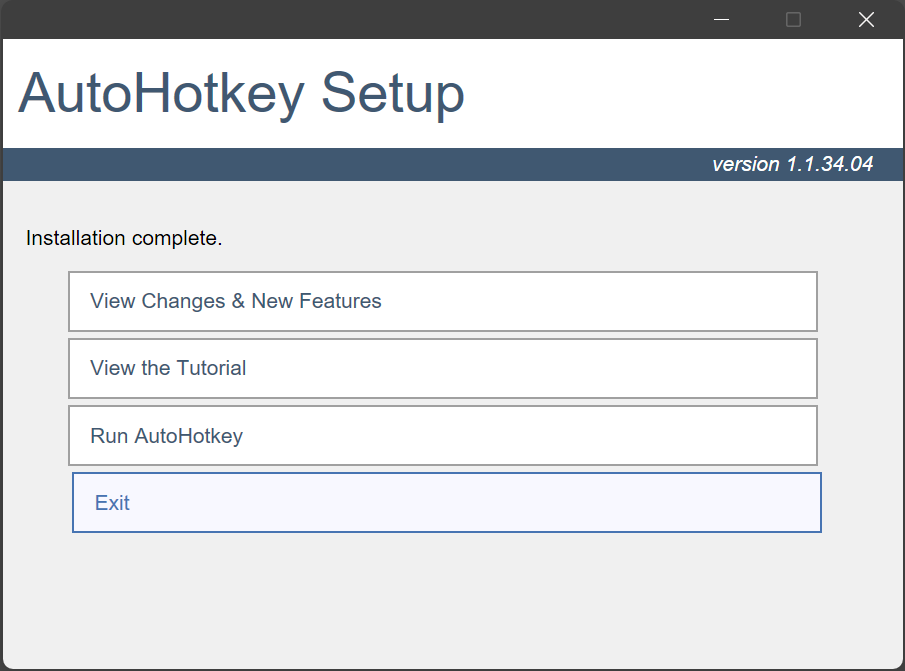 AutoHotkey Setup
version 1.1.34.04
Installation complete.
View Changes & New Features
View the Tutorial
Run AutoHotkey
Exit